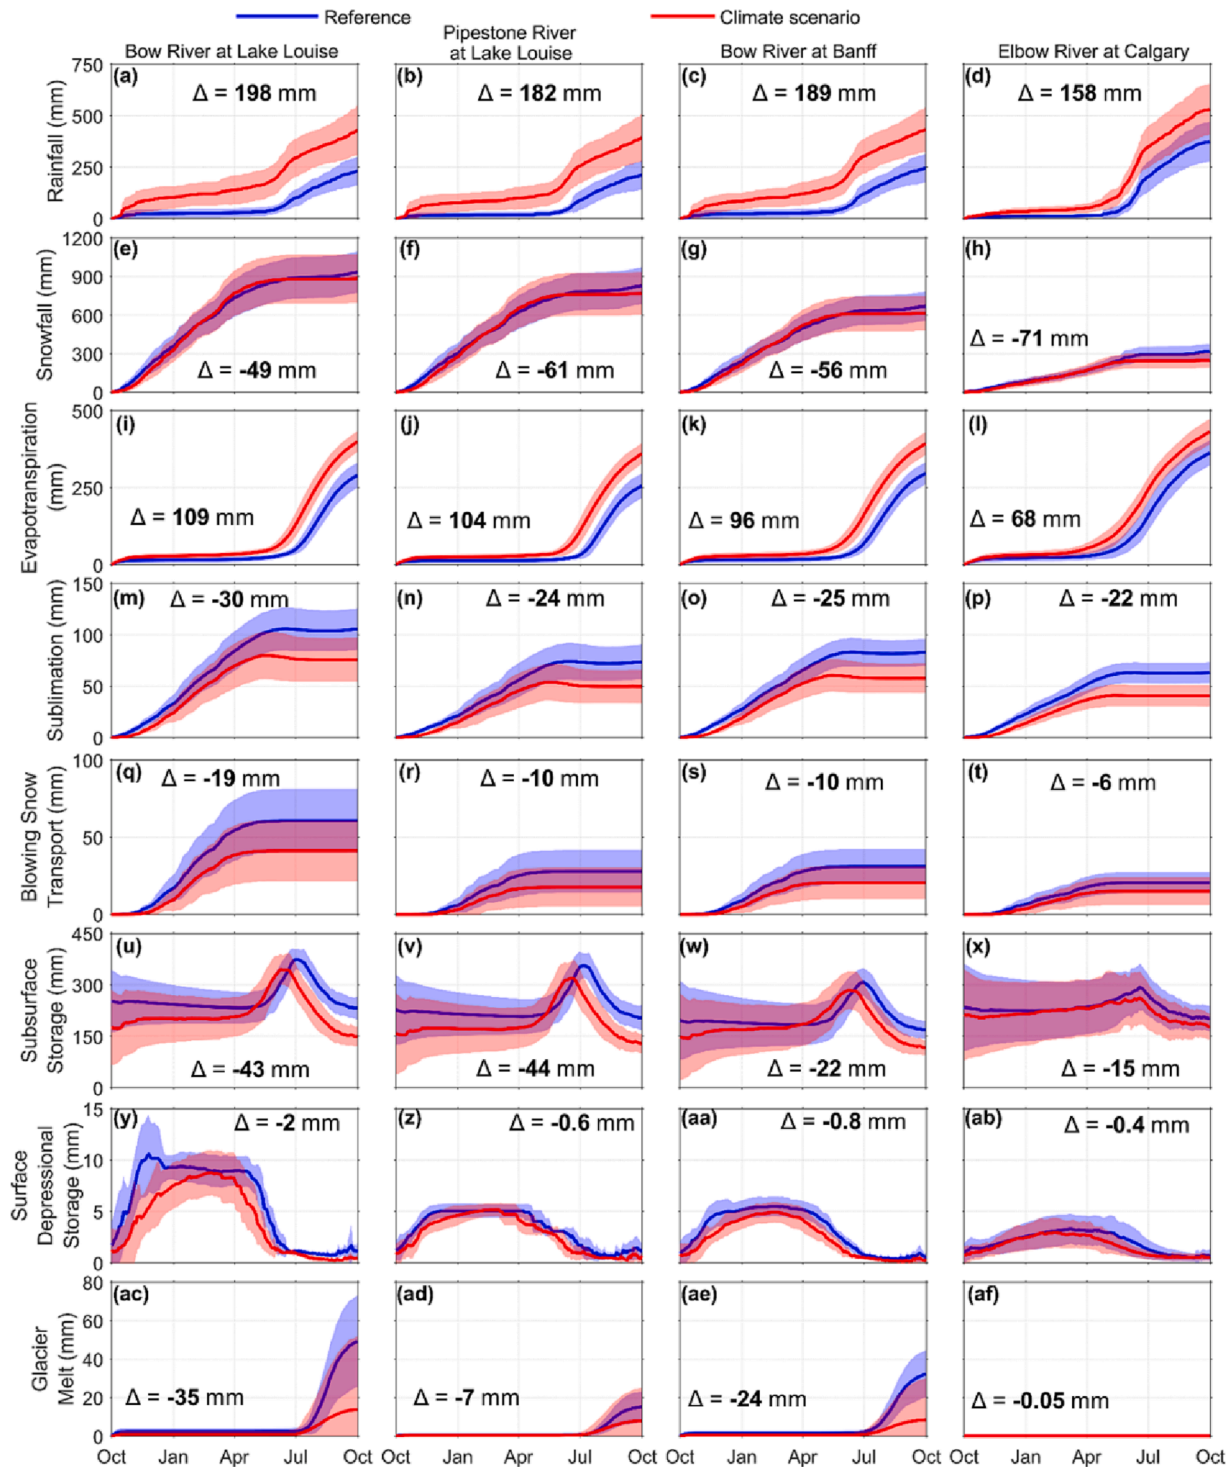 Reference
Climate scenario
Bow River at Lake Louise
Pipestone River
at Lake Louise
Bow River at Banff
Elbow River at Calgary
Rainfall (mm)
750
500
250
0
(a)
Δ = 198 mm
(b)
Δ = 182 mm
(c)
Δ = 189 mm
(d)
Δ = 158 mm
Snowfall (mm)
1200
900
600
300
0
(e)
Δ = -49 mm
(f)
Δ = -61 mm
(g)
Δ = -56 mm
(h)
Δ = -71 mm
Evapotranspiration
(mm)
500
250
0
(i)
Δ = 109 mm
(j)
Δ = 104 mm
(k)
Δ = 96 mm
(l)
Δ = 68 mm
Sublimation (mm)
150
100
50
0
(m)
Δ = -30 mm
(n)
Δ = -24 mm
(o)
Δ = -25 mm
(p)
Δ = -22 mm
Blowing Snow
Transport (mm)
100
50
0
(q)
Δ = -19 mm
(r)
Δ = -10 mm
(s)
Δ = -10 mm
(t)
Δ = -6 mm
Subsurface
Storage (mm)
450
300
150
0
(u)
Δ = -43 mm
(v)
Δ = -44 mm
(w)
Δ = -22 mm
(x)
Δ = -15 mm
Surface
Depressional
Storage (mm)
15
10
5
0
(y)
Δ = -2 mm
(z)
Δ = -0.6 mm
(aa)
Δ = -0.8 mm
(ab)
Δ = -0.4 mm
Glacier
Melt (mm)
80
60
40
20
0
(ac)
Δ = -35 mm
(ad)
Δ = -7 mm
(ae)
Δ = -24 mm
(af)
Δ = -0.05 mm
Oct Jan Apr Jul Oct
Oct Jan Apr Jul Oct
Oct Jan Apr Jul Oct
Oct Jan Apr Jul Oct